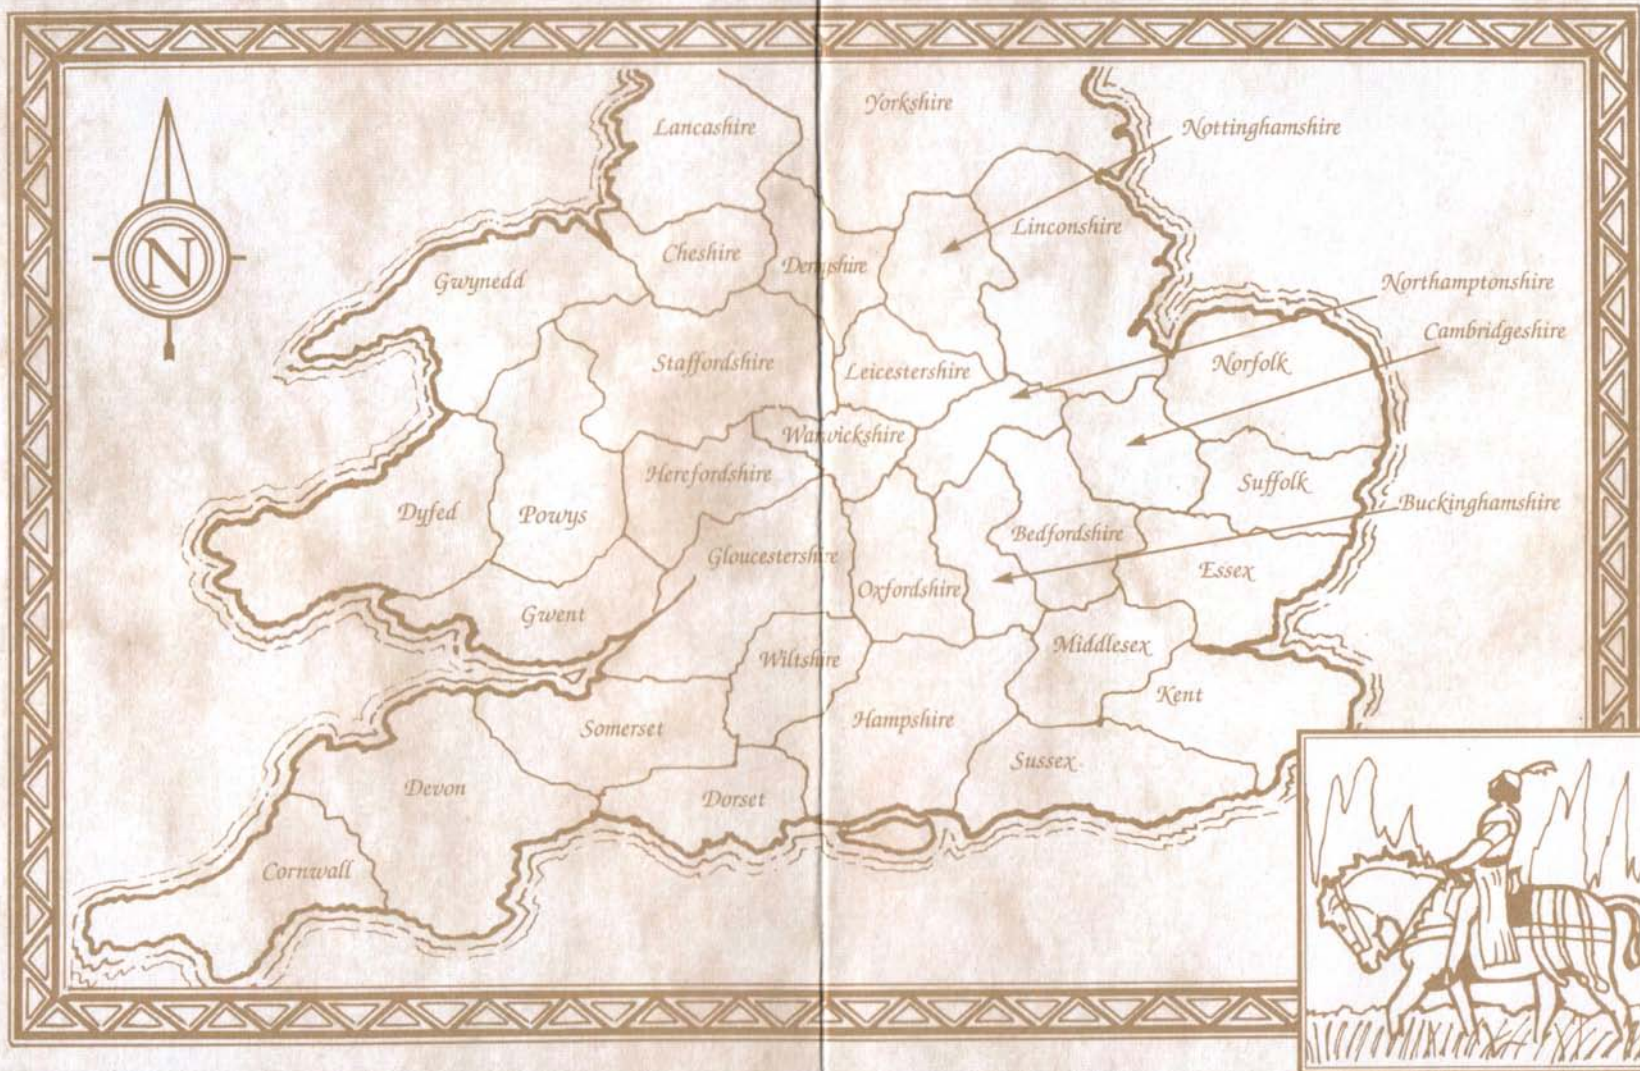 Yorkshire
Lancashire
Nottinghamshire
N
Linconshire
Cheshire
Derbyshire
Gwynedd
Northamptonshire
Cambridgeshire
Staffordshire
Leicestershire
Norfolk
Warwickshire
Herefordshire
Suffolk
Buckinghamshire
Dyfed
Powys
Bedfordshire
Gloucestershire
Essex
Oxfordshire
Gwent
Middlesex
Wiltshire
Kent
Hampshire
Somerset
Sussex
Devon
Dorset
Cornwall